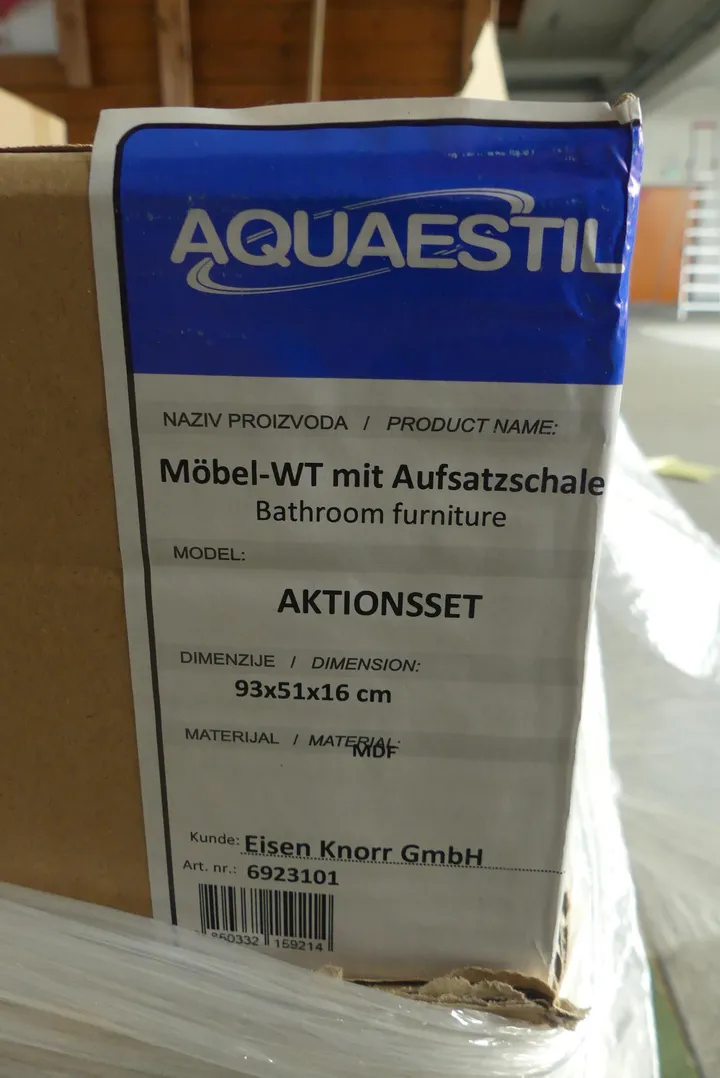 AQUAESTIL
NAZIV PROIZVODA / PRODUCT NAME:
Möbel-WT mit Aufsatzschale
Bathroom furniture
MODEL:
AKTIONSSET
DIMENZIJE / DIMENSION:
93x51x16 cm
MATERIJAL / MATERIAL:
MDF
Kunde: Eisen Knorr GmbH
Art. nr.: 6923101
850332 159214